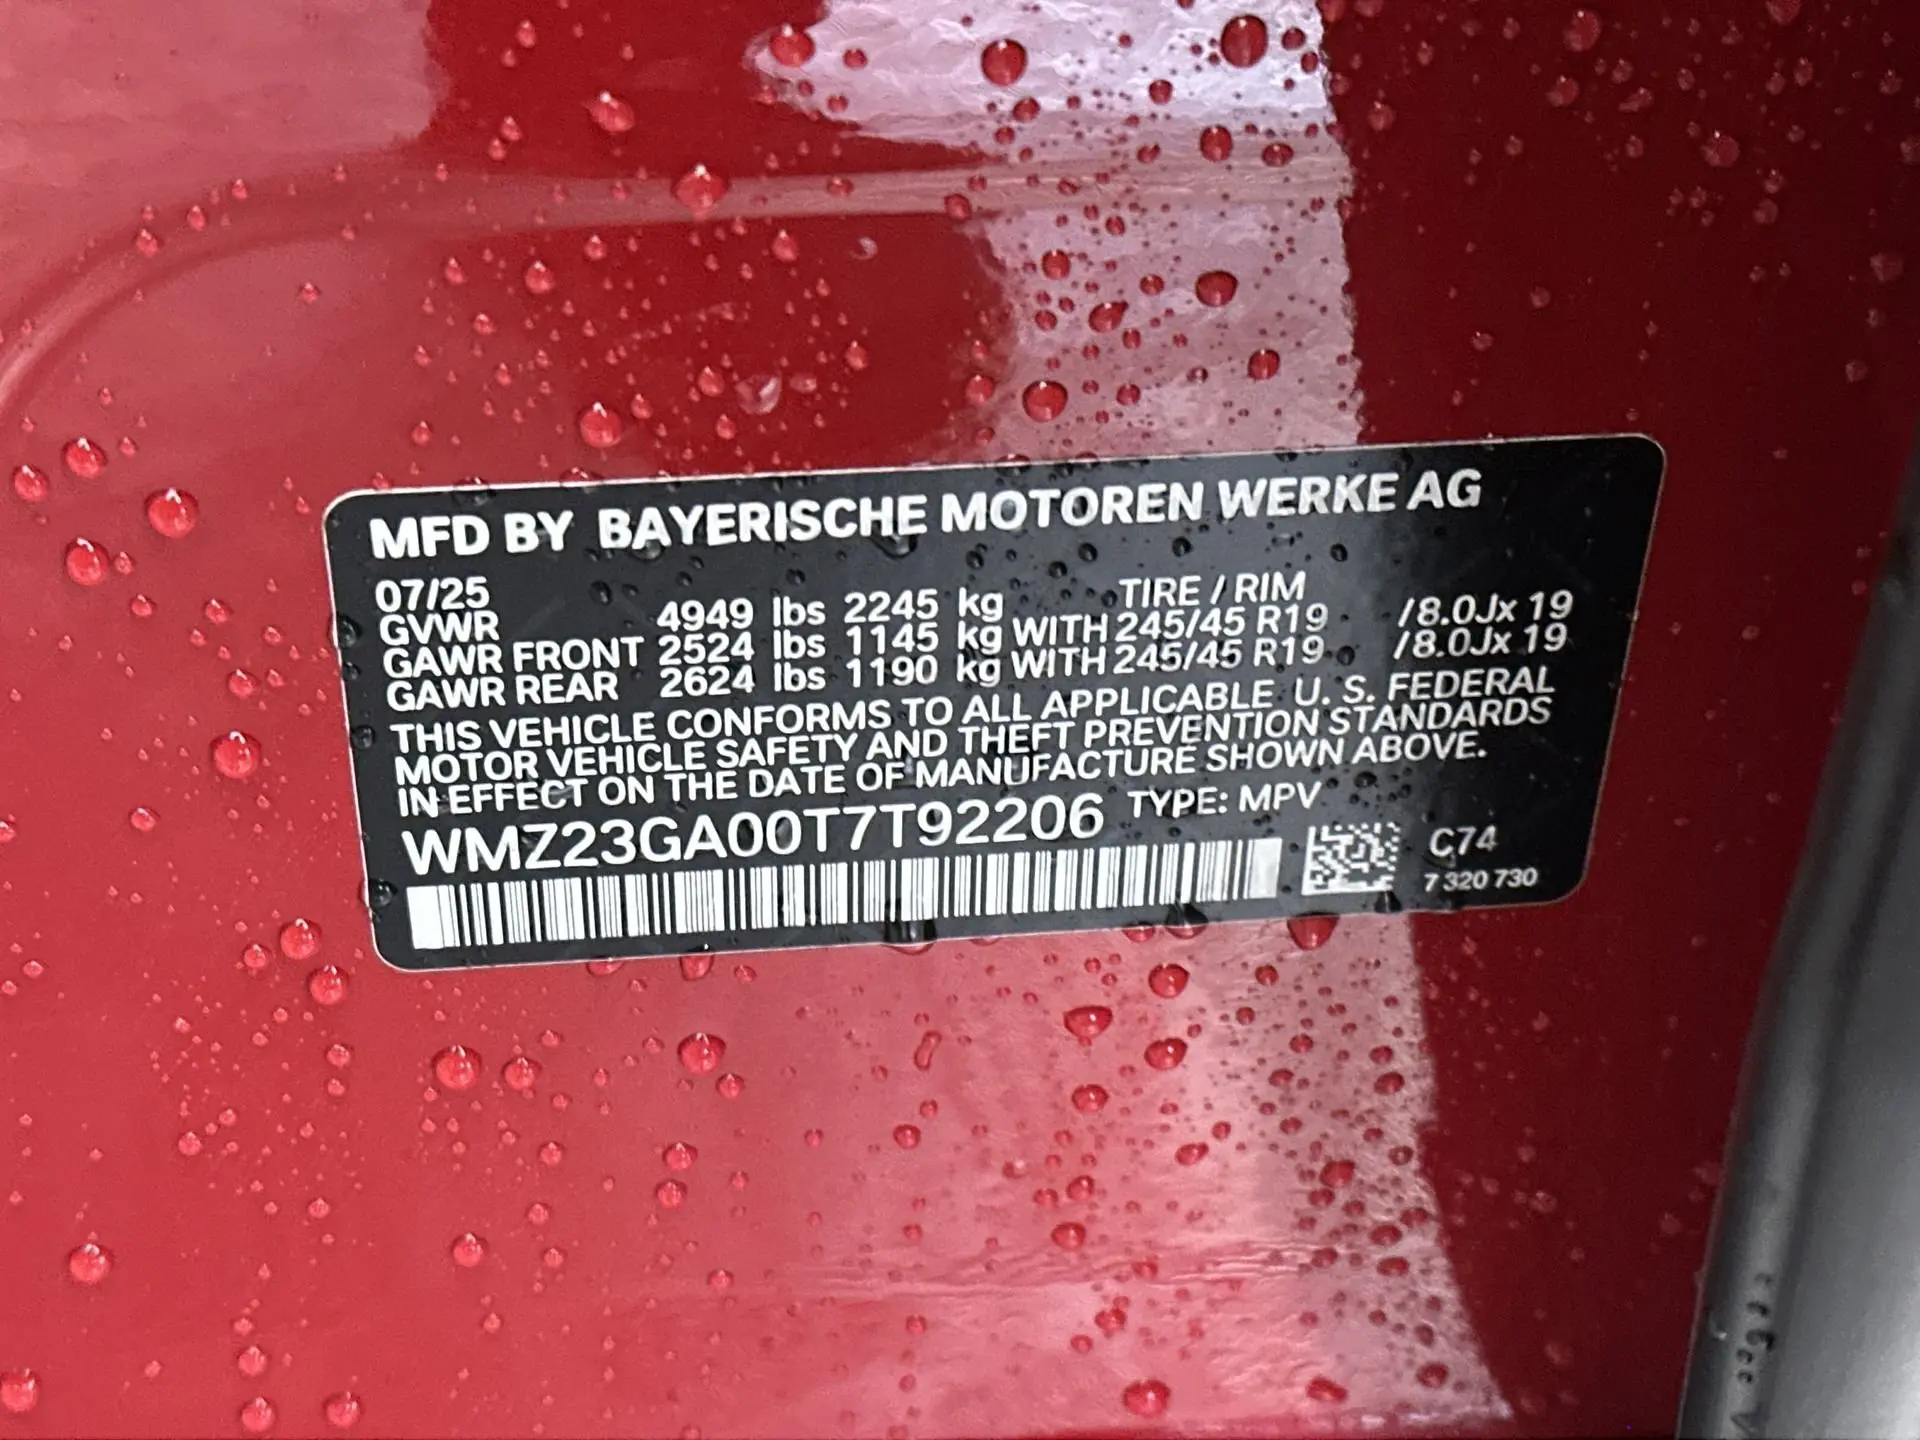 MFD BY BAYERISCHE MOTOREN WERKE AG
07/25 TIRE / RIM
GVWR 4949 lbs 2245 kg
GAWR FRONT 2524 lbs 1145 kg WITH 245/45 R19 /8.0Jx 19
GAWR REAR 2624 lbs 1190 kg WITH 245/45 R19 /8.0Jx 19
THIS VEHICLE CONFORMS TO ALL APPLICABLE U. S. FEDERAL
MOTOR VEHICLE SAFETY AND THEFT PREVENTION STANDARDS
IN EFFECT ON THE DATE OF MANUFACTURE SHOWN ABOVE.
WMZ23GA00T7T92206 TYPE: MPV
C74
7 320 730